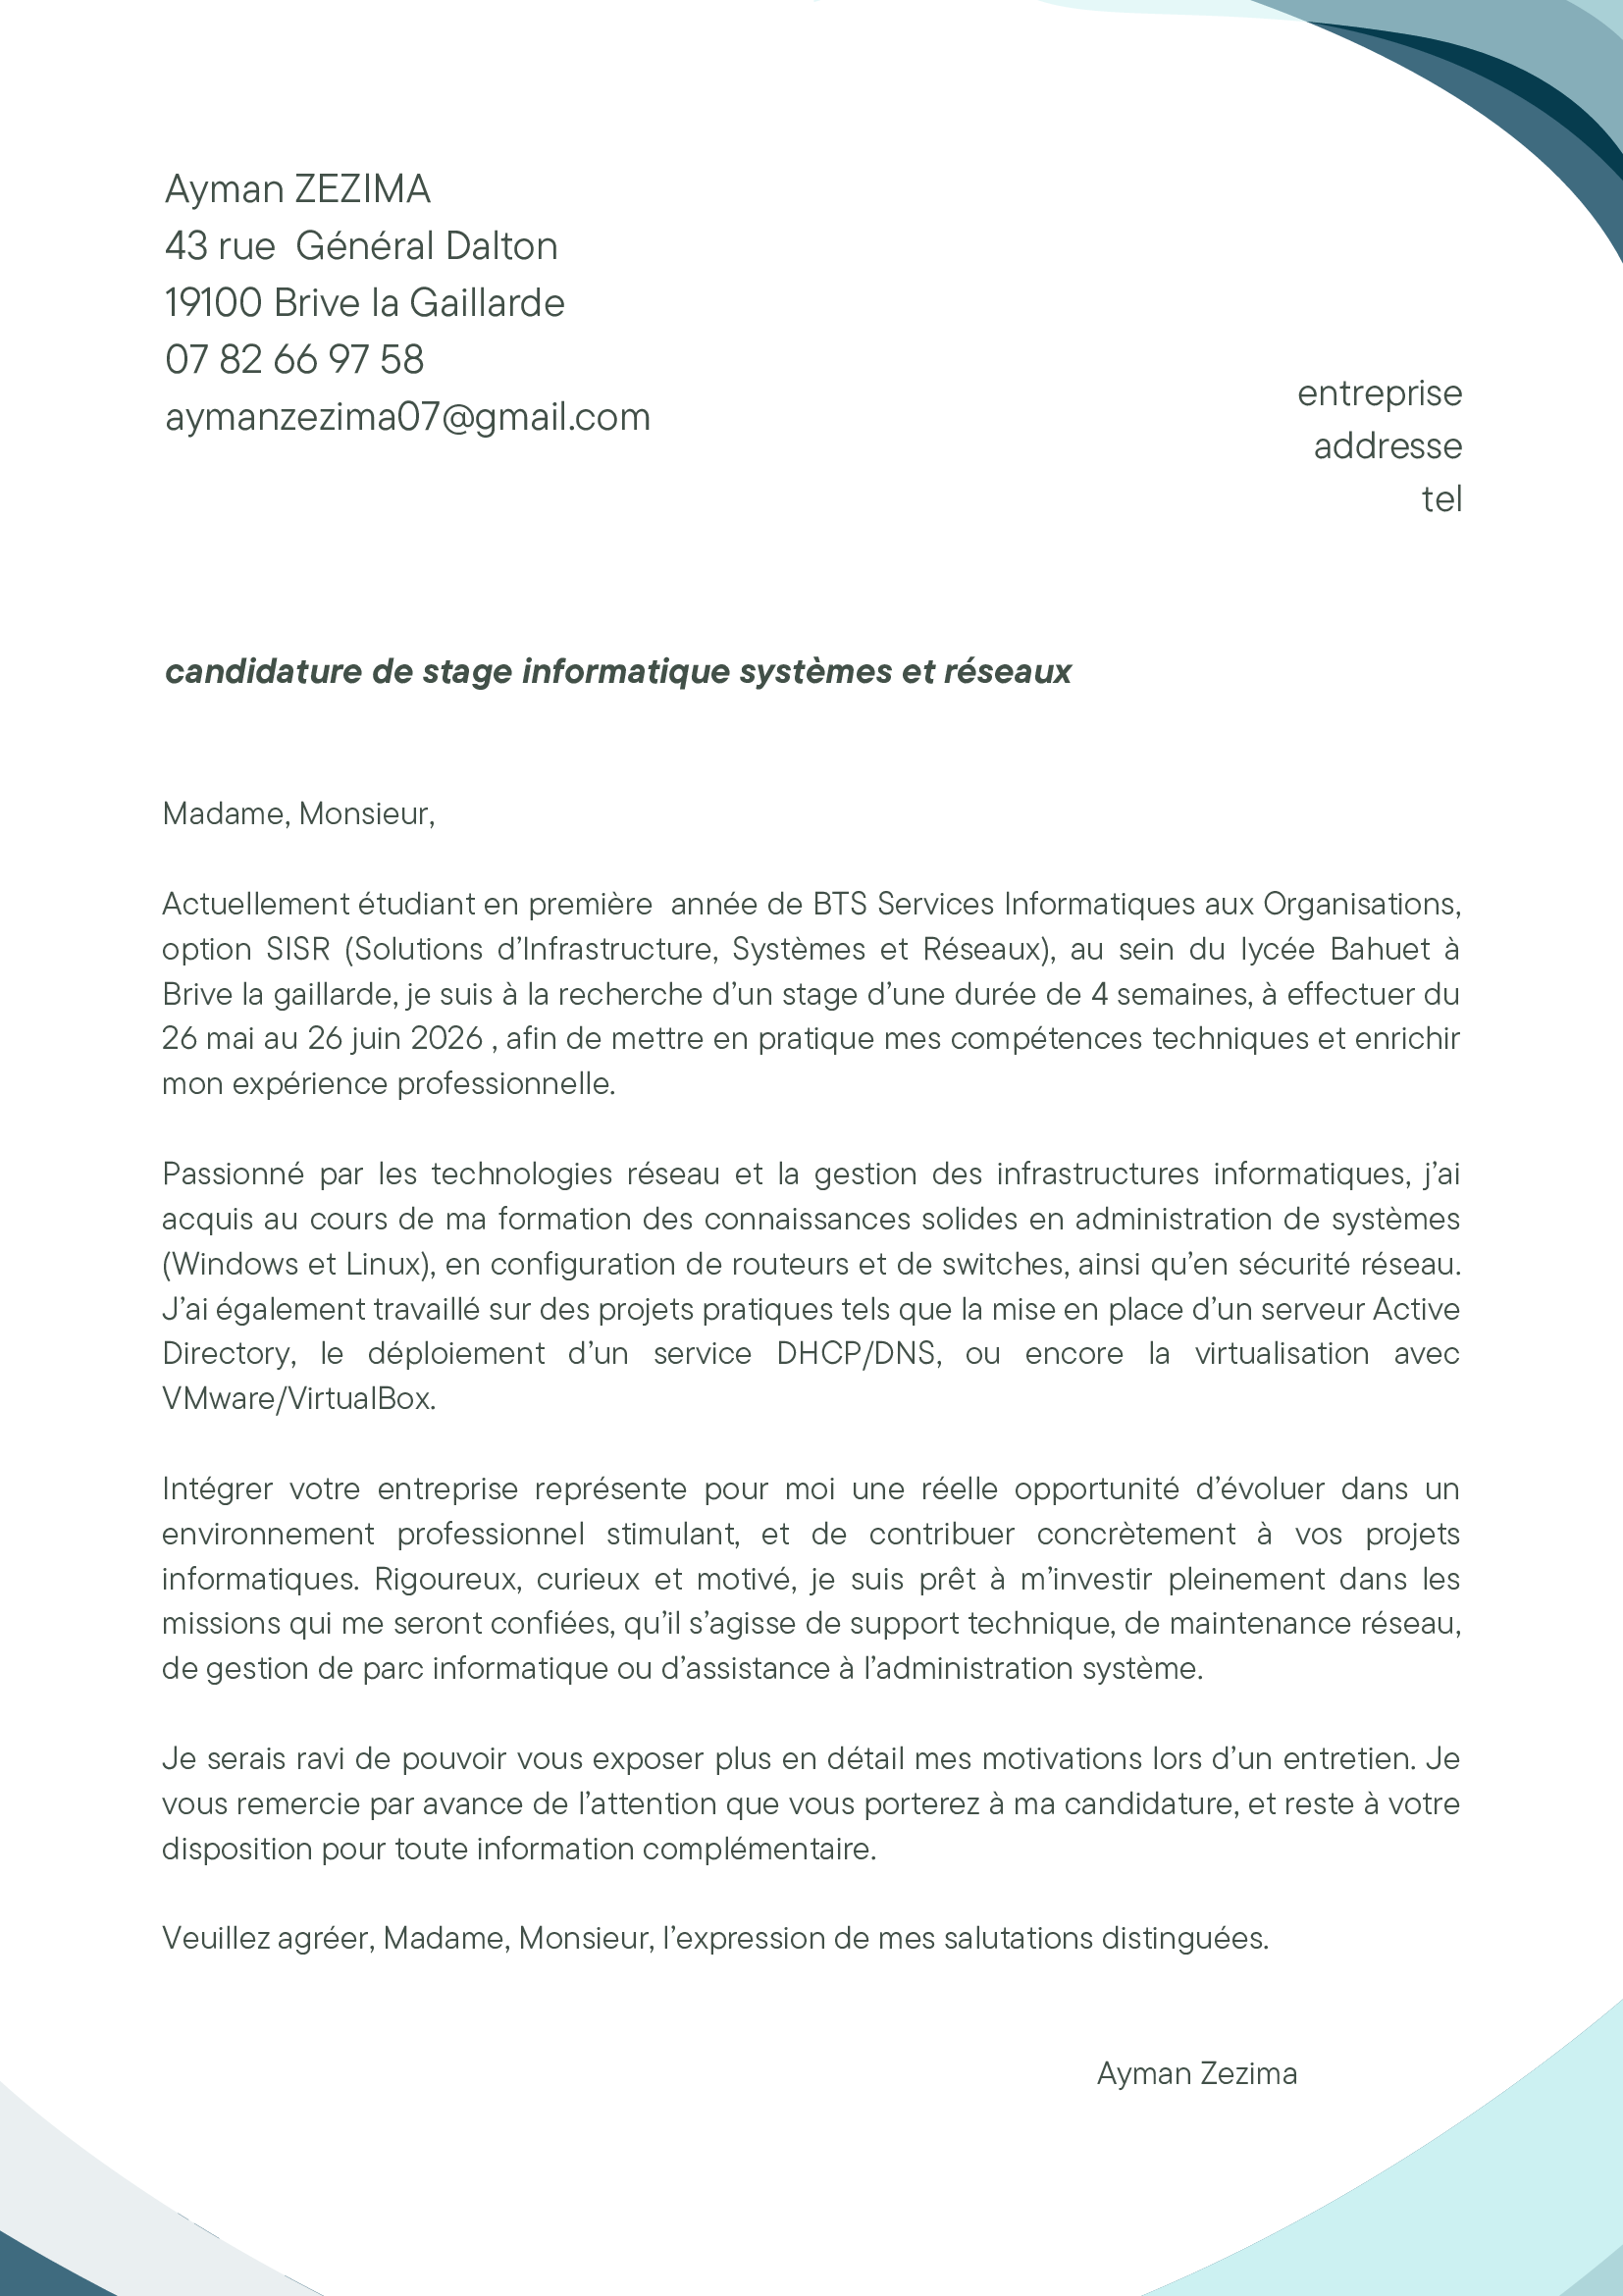 Ayman ZEZIMA
43 rue  Général Dalton
19100 Brive la Gaillarde
07 82 66 97 58
aymanzezima07@gmail.com
entreprise
addresse
tel
candidature de stage informatique systèmes et réseaux
Madame, Monsieur,
Actuellement étudiant en première  année de BTS Services Informatiques aux Organisations,
option SISR (Solutions d’Infrastructure, Systèmes et Réseaux), au sein du lycée Bahuet à
Brive la gaillarde, je suis à la recherche d’un stage d’une durée de 4 semaines, à effectuer du
26 mai au 26 juin 2026 , afin de mettre en pratique mes compétences techniques et enrichir
mon expérience professionnelle.
Passionné par les technologies réseau et la gestion des infrastructures informatiques, j’ai
acquis au cours de ma formation des connaissances solides en administration de systèmes
(Windows et Linux), en configuration de routeurs et de switches, ainsi qu’en sécurité réseau.
J’ai également travaillé sur des projets pratiques tels que la mise en place d’un serveur Active
Directory, le déploiement d’un service DHCP/DNS, ou encore la virtualisation avec
VMware/VirtualBox.
Intégrer votre entreprise représente pour moi une réelle opportunité d’évoluer dans un
environnement professionnel stimulant, et de contribuer concrètement à vos projets
informatiques. Rigoureux, curieux et motivé, je suis prêt à m’investir pleinement dans les
missions qui me seront confiées, qu’il s’agisse de support technique, de maintenance réseau,
de gestion de parc informatique ou d’assistance à l’administration système.
Je serais ravi de pouvoir vous exposer plus en détail mes motivations lors d’un entretien. Je
vous remercie par avance de l’attention que vous porterez à ma candidature, et reste à votre
disposition pour toute information complémentaire.
Veuillez agréer, Madame, Monsieur, l’expression de mes salutations distinguées.
Ayman Zezima